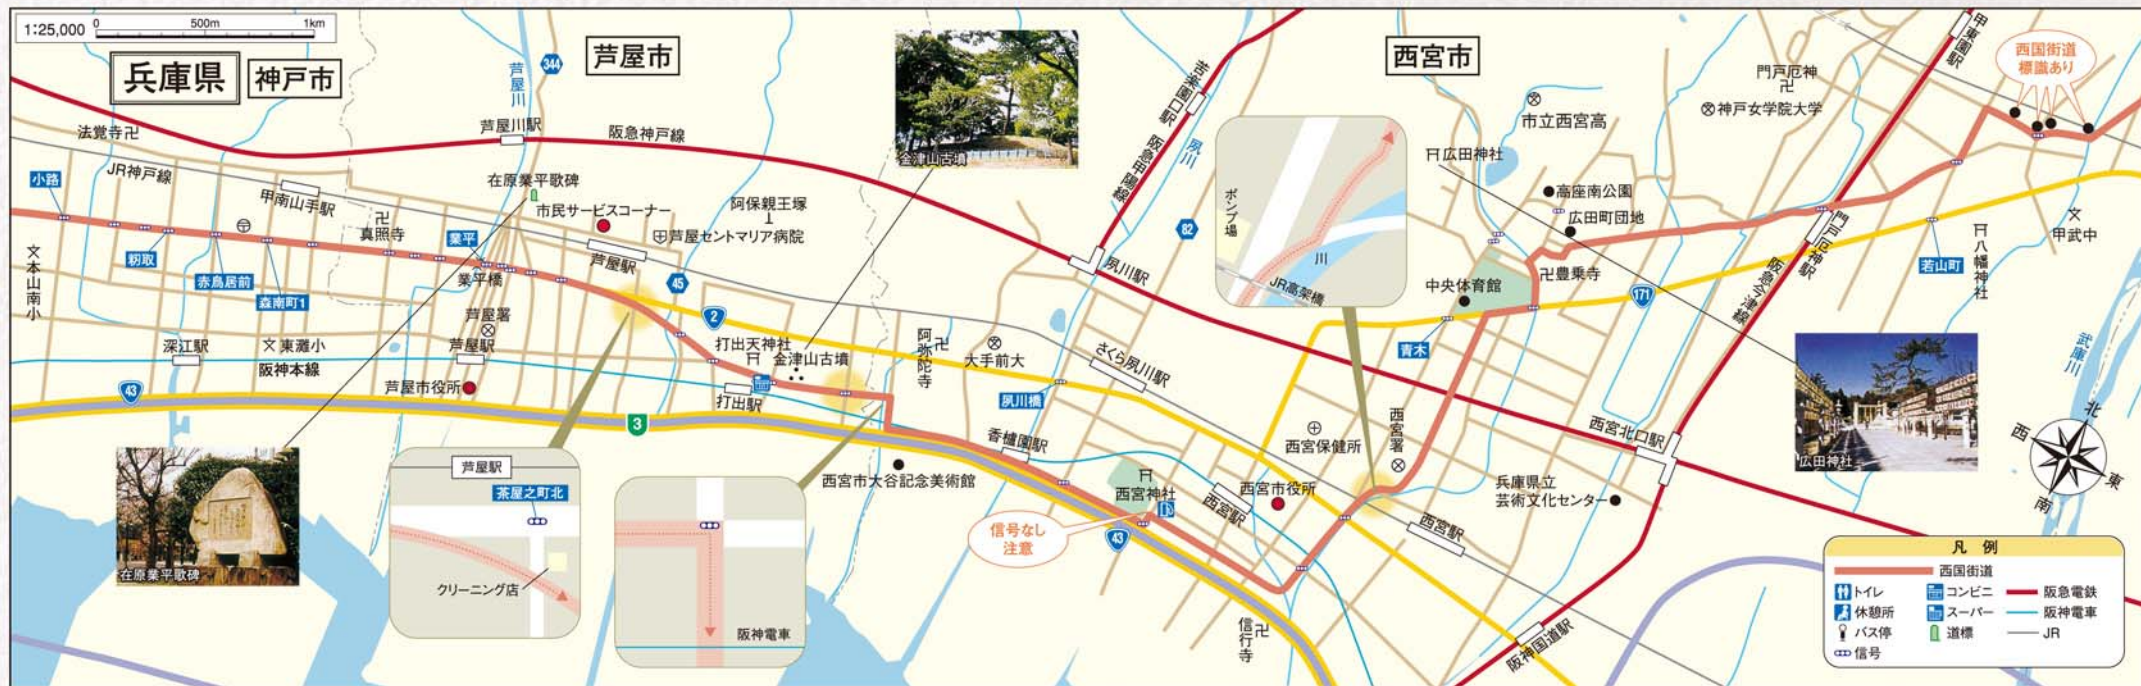 1:25,000
0 500m 1km
兵庫県
神戸市
芦屋市
西宮市
344
芦屋川
法覚寺
JR神戸線
小路
甲南山手駅
芦屋川駅
阪急神戸線
在原業平歌碑
市民サービスコーナー
阿保親王塚
芦屋セントマリア病院
真照寺
業平
業平橋
芦屋駅
45
2
籾取
赤鳥居前
森南町1
本山南小
深江駅
東灘小
阪神本線
芦屋署
芦屋駅
芦屋市役所
43
3
打出天神社
金津山古墳
打出駅
阿弥陀寺
大手前大
金津山古墳
苦楽園口駅
阪急甲陽線
夙川
82
夙川駅
さくら夙川駅
夙川橋
香櫨園駅
西宮市大谷記念美術館
西宮神社
信号なし
注意
43
西宮駅
西宮市役所
西宮保健所
西宮署
西宮駅
信行寺
阪神国道駅
兵庫県立
芸術文化センター
西宮北口駅
ポンプ場
川
JR高架橋
広田神社
市立西宮高
高座南公園
広田町団地
豊乗寺
中央体育館
青木
171
門戸厄神
神戸女学院大学
甲東園駅
西国街道
標識あり
門戸厄神駅
阪急今津線
若山町
八幡神社
甲武中
武庫川
広田神社
北
西
東
南
在原業平歌碑
芦屋駅
茶屋之町北
クリーニング店
阪神電車
凡例
西国街道
トイレ
コンビニ
阪急電鉄
休憩所
スーパー
阪神電車
バス停
道標
JR
信号